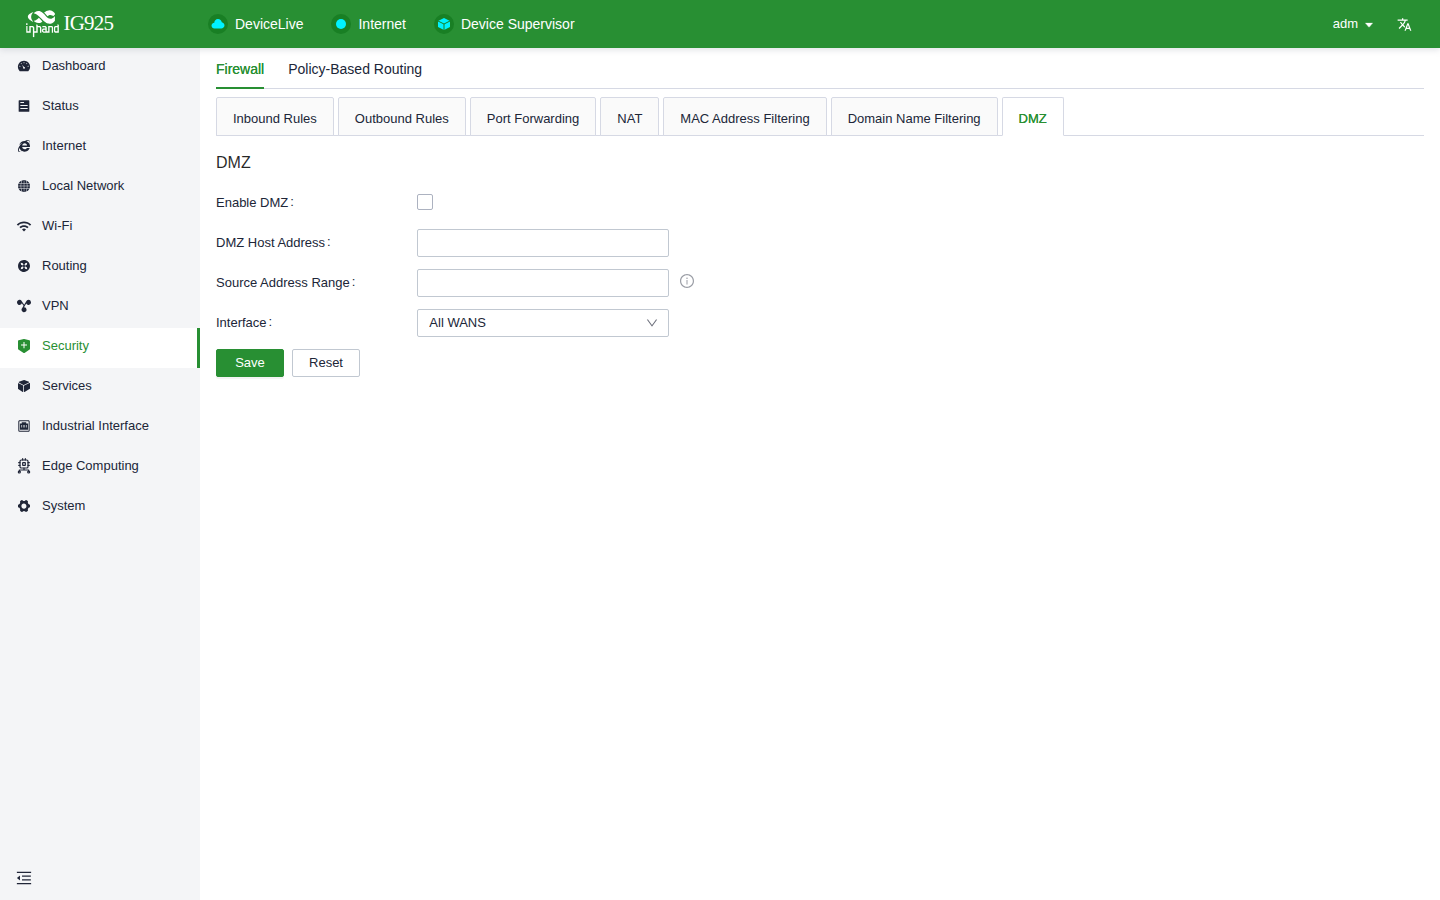 inhand IG925
DeviceLive
Internet
Device Supervisor
adm
Dashboard
Status
Internet
Local Network
Wi-Fi
Routing
VPN
Security
Services
Industrial Interface
Edge Computing
System
Firewall
Policy-Based Routing
Inbound Rules
Outbound Rules
Port Forwarding
NAT
MAC Address Filtering
Domain Name Filtering
DMZ
DMZ
Enable DMZ:
DMZ Host Address:
Source Address Range:
Interface:
All WANS
Save
Reset